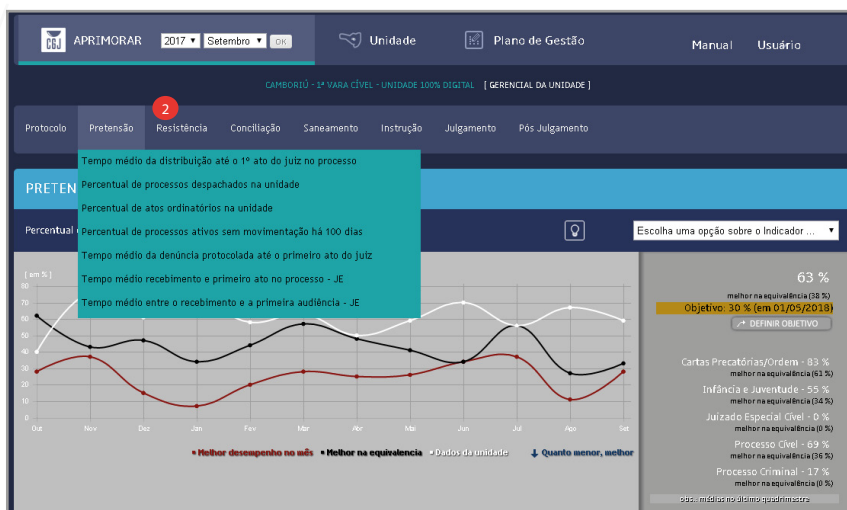 CGJ APRIMORAR 2017 Setembro OK Unidade Plano de Gestão Manual Usuário
CAMBORIÚ - 1ª VARA CÍVEL - UNIDADE 100% DIGITAL [ GERENCIAL DA UNIDADE ]
2
Protocolo Pretensão Resistência Conciliação Saneamento Instrução Julgamento Pós Julgamento
Tempo médio da distribuição até o 1º ato do juiz no processo
Percentual de processos despachados na unidade
Percentual de atos ordinatórios na unidade
Percentual de processos ativos sem movimentação há 100 dias
Tempo médio da denúncia protocolada até o primeiro ato do juiz
Tempo médio recebimento e primeiro ato no processo - JE
Tempo médio entre o recebimento e a primeira audiência - JE
PRETEN
Percentual
Escolha uma opção sobre o Indicador ...
[ em % ]
80
70
60
50
40
30
20
10
0
Out Nov Dez Jan Fev Mar Abr Mai Jun Jul Ago Set
Melhor desempenho no mês Melhor na equivalencia Dados da unidade Quanto menor, melhor
63 %
melhor na equivalência (38 %)
Objetivo: 30 % (em 01/05/2018)
DEFINIR OBJETIVO
Cartas Precatórias/Ordem - 83 %
melhor na equivalência (61 %)
Infância e Juventude - 55 %
melhor na equivalência (34 %)
Juizado Especial Cível - 0 %
melhor na equivalência (0 %)
Processo Cível - 69 %
melhor na equivalência (36 %)
Processo Criminal - 17 %
melhor na equivalência (0 %)
obs.: médias no último quadrimestre